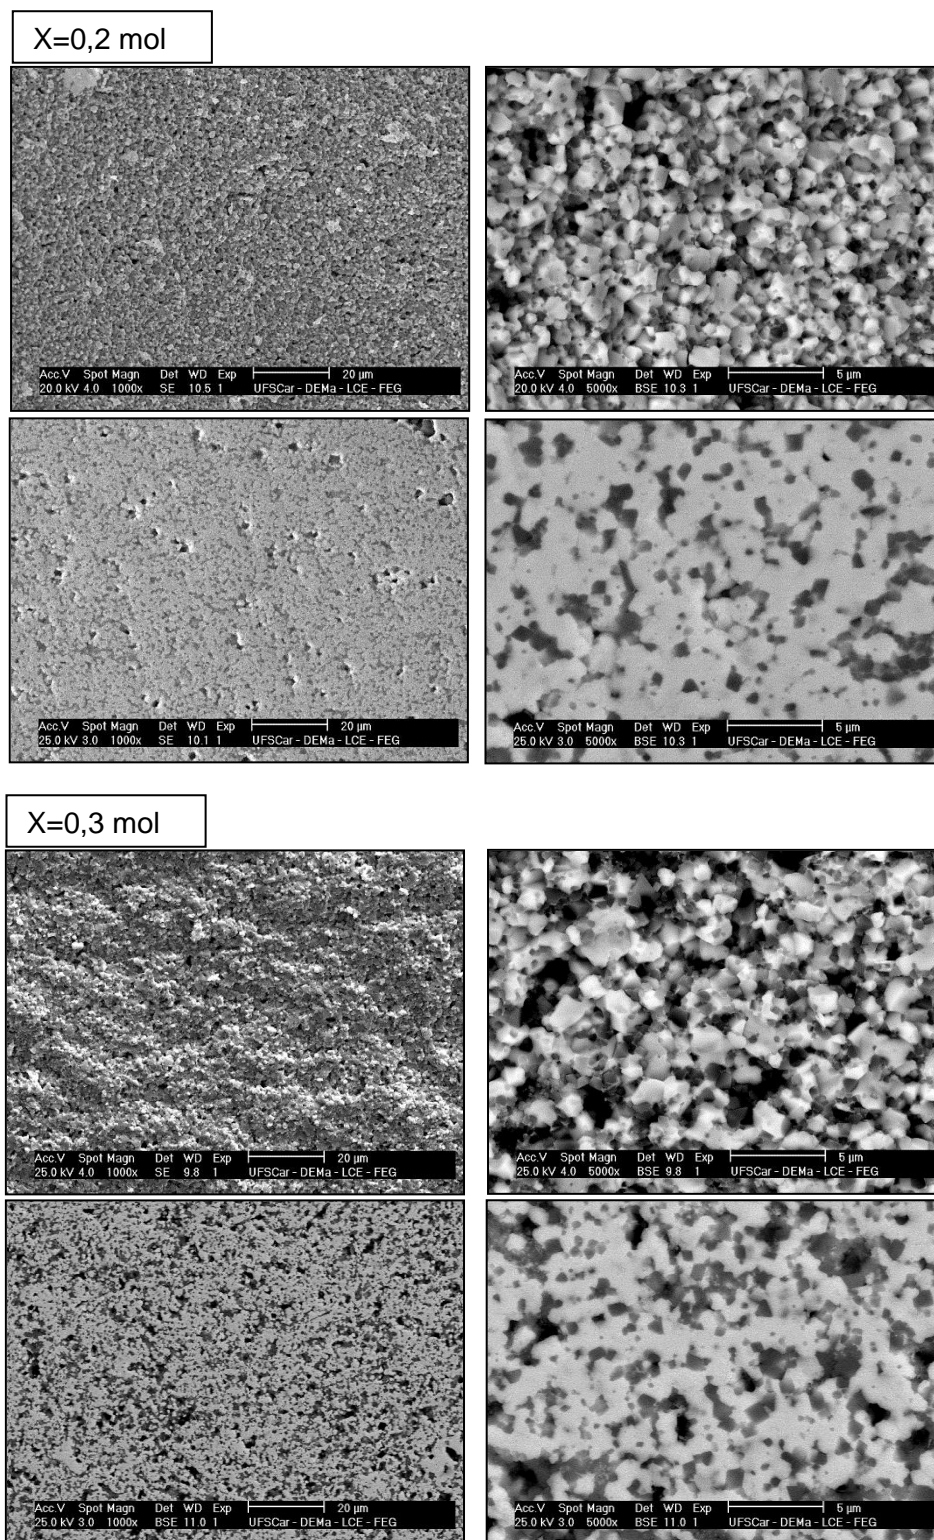 X=0,2 mol
Acc.V Spot Magn Det WD Exp 20 µm
20.0 kV 4.0 1000x SE 10.5 1 UFSCar - DEMa - LCE - FEG
Acc.V Spot Magn Det WD Exp 5 µm
20.0 kV 4.0 5000x BSE 10.3 1 UFSCar - DEMa - LCE - FEG
Acc.V Spot Magn Det WD Exp 20 µm
25.0 kV 3.0 1000x SE 10.1 1 UFSCar - DEMa - LCE - FEG
Acc.V Spot Magn Det WD Exp 5 µm
25.0 kV 3.0 5000x BSE 10.3 1 UFSCar - DEMa - LCE - FEG
X=0,3 mol
Acc.V Spot Magn Det WD Exp 20 µm
25.0 kV 4.0 1000x SE 9.8 1 UFSCar - DEMa - LCE - FEG
Acc.V Spot Magn Det WD Exp 5 µm
25.0 kV 4.0 5000x BSE 9.8 1 UFSCar - DEMa - LCE - FEG
Acc.V Spot Magn Det WD Exp 20 µm
25.0 kV 3.0 1000x BSE 11.0 1 UFSCar - DEMa - LCE - FEG
Acc.V Spot Magn Det WD Exp 5 µm
25.0 kV 3.0 5000x BSE 11.0 1 UFSCar - DEMa - LCE - FEG